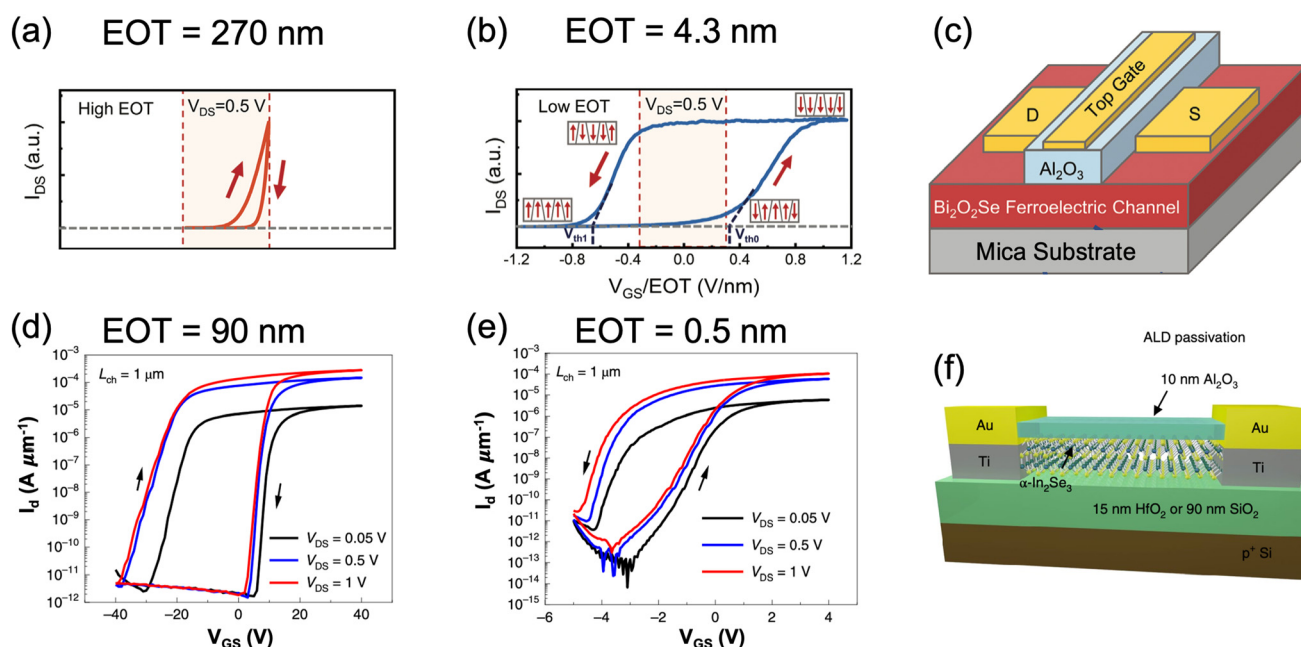 (a) EOT = 270 nm
High EOT
V_DS=0.5 V
I_DS (a.u.)
(b) EOT = 4.3 nm
Low EOT
V_DS=0.5 V
I_DS (a.u.)
V_th1
V_th0
-1.2 -0.8 -0.4 0.0 0.4 0.8 1.2
V_GS/EOT (V/nm)
(c)
Top Gate
D
S
Al₂O₃
Bi₂O₂Se Ferroelectric Channel
Mica Substrate
(d) EOT = 90 nm
L_ch = 1 μm
10⁻³
10⁻⁴
10⁻⁵
10⁻⁶
10⁻⁷
10⁻⁸
10⁻⁹
10⁻¹⁰
10⁻¹¹
10⁻¹²
I_d (A μm⁻¹)
V_DS = 0.05 V
V_DS = 0.5 V
V_DS = 1 V
−40 −20 0 20 40
V_GS (V)
(e) EOT = 0.5 nm
L_ch = 1 μm
10⁻³
10⁻⁴
10⁻⁵
10⁻⁶
10⁻⁷
10⁻⁸
10⁻⁹
10⁻¹⁰
10⁻¹¹
10⁻¹²
10⁻¹³
10⁻¹⁴
10⁻¹⁵
I_d (A μm⁻¹)
V_DS = 0.05 V
V_DS = 0.5 V
V_DS = 1 V
−6 −4 −2 0 2 4
V_GS (V)
(f)
ALD passivation
10 nm Al₂O₃
Au
Au
Ti
Ti
α-In₂Se₃
15 nm HfO₂ or 90 nm SiO₂
p⁺ Si